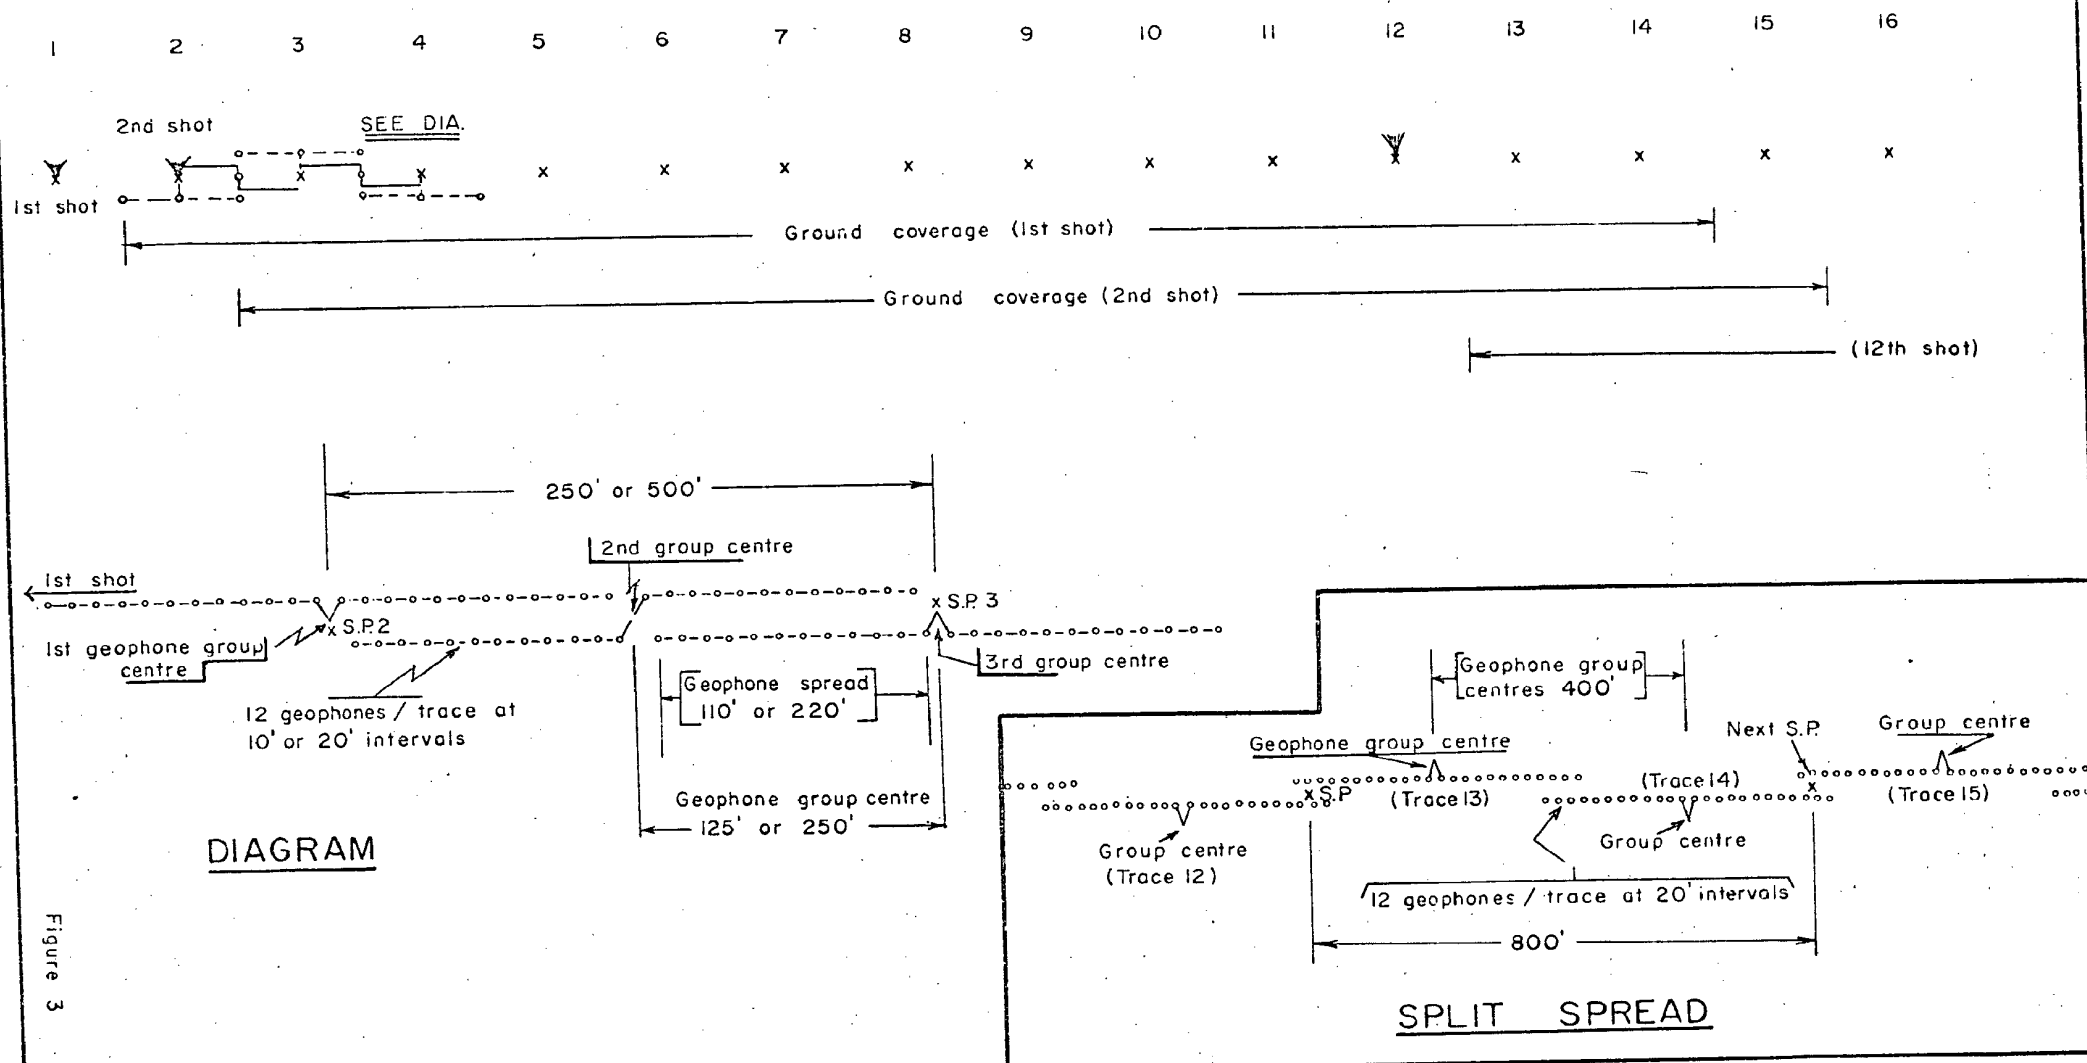 1 2 3 4 5 6 7 8 9 10 11 12 13 14 15 16
2nd shot
SEE DIA.
1st shot
Ground coverage (1st shot)
Ground coverage (2nd shot)
(12th shot)
250' or 500'
2nd group centre
1st shot
x S.P. 3
x S.P. 2
1st geophone group
centre
3rd group centre
12 geophones / trace at
10' or 20' intervals
Geophone spread
110' or 220'
Geophone group centre
125' or 250'
DIAGRAM
Geophone group
centres 400'
Geophone group centre
Next S.P.
Group centre
x S.P
(Trace 13)
(Trace 14)
(Trace 15)
Group centre
(Trace 12)
Group centre
12 geophones / trace at 20' intervals
800'
SPLIT SPREAD
Figure 3